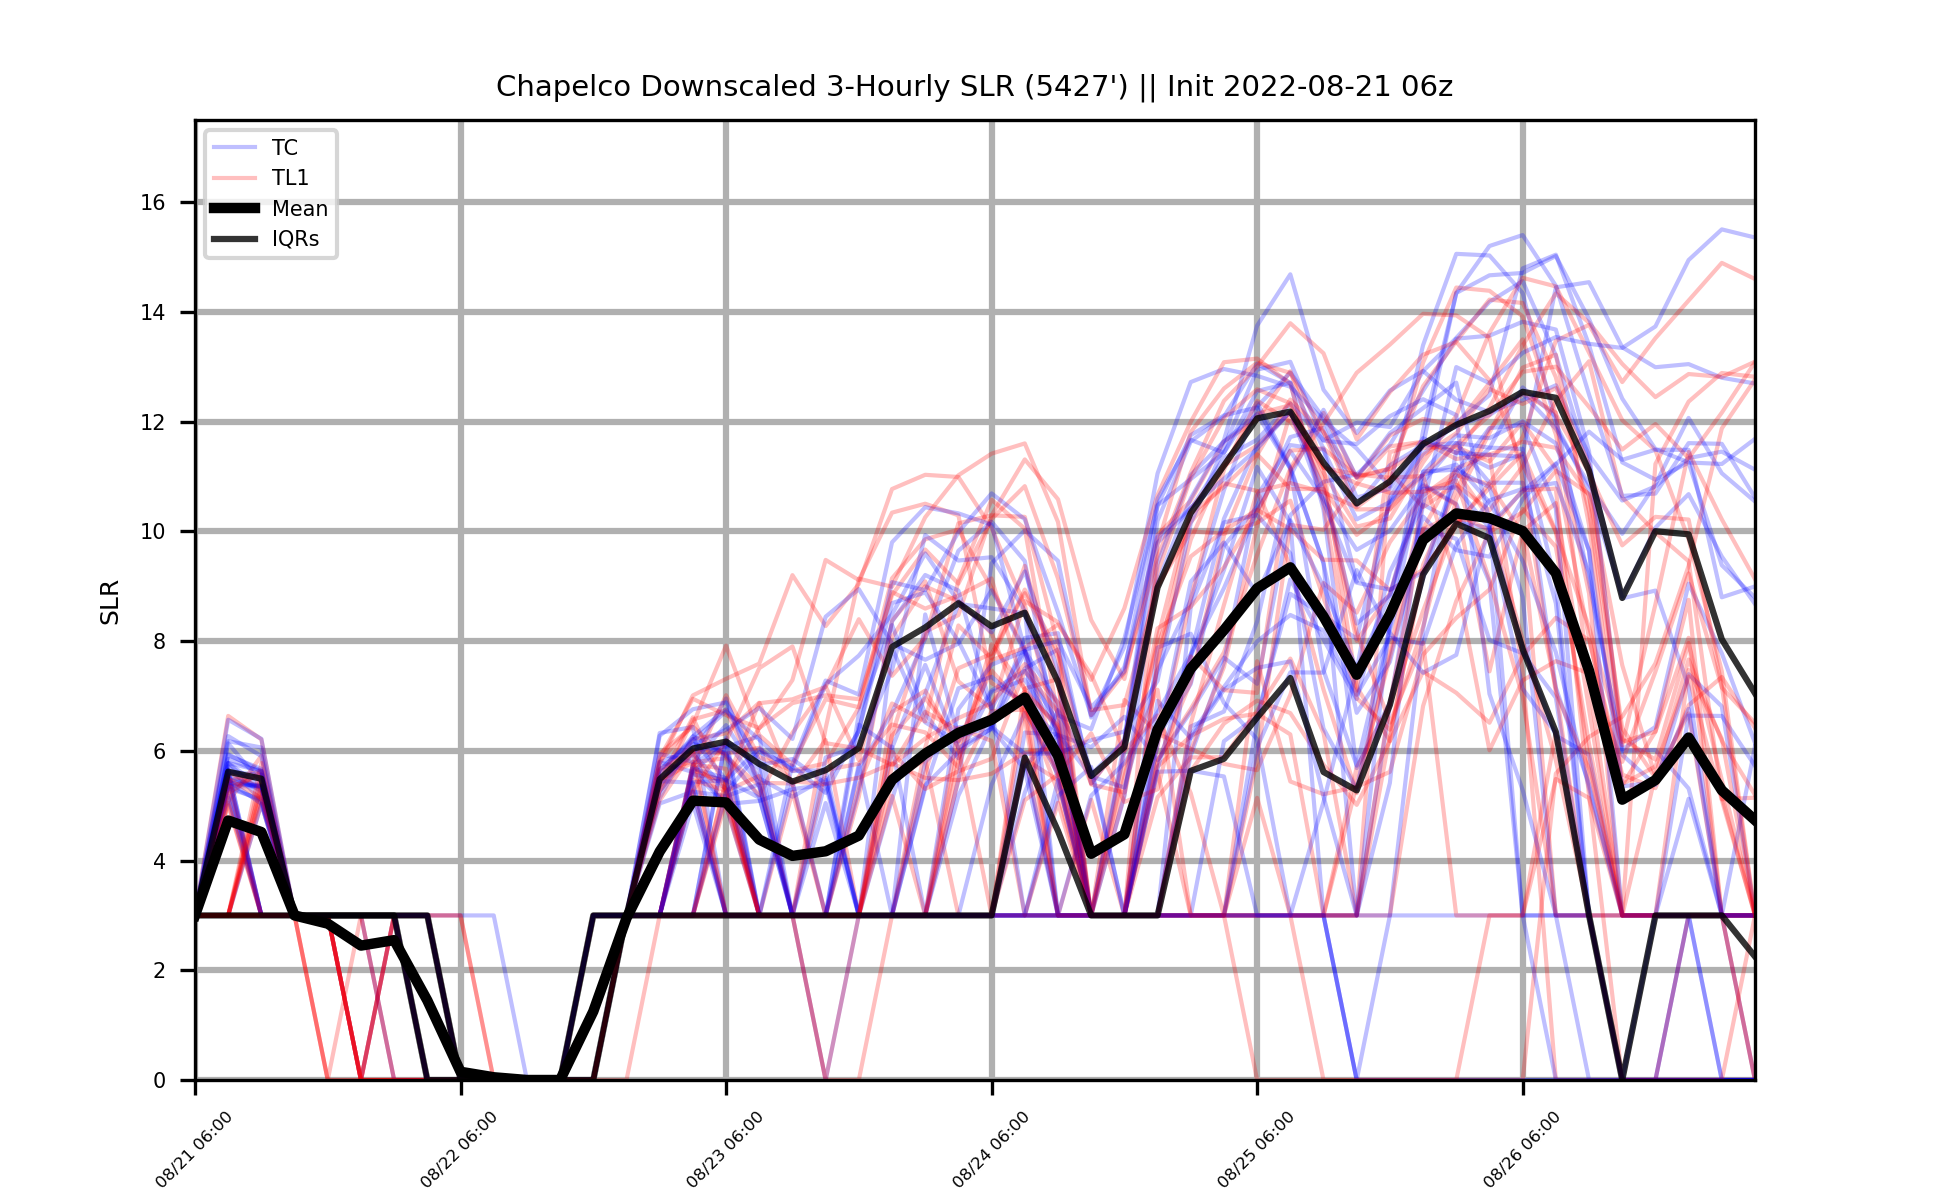 Chapelco Downscaled 3-Hourly SLR (5427') || Init 2022-08-21 06z
TC
TL1
Mean
IQRs
SLR
16
14
12
10
8
6
4
2
0
08/21 06:00
08/22 06:00
08/23 06:00
08/24 06:00
08/25 06:00
08/26 06:00